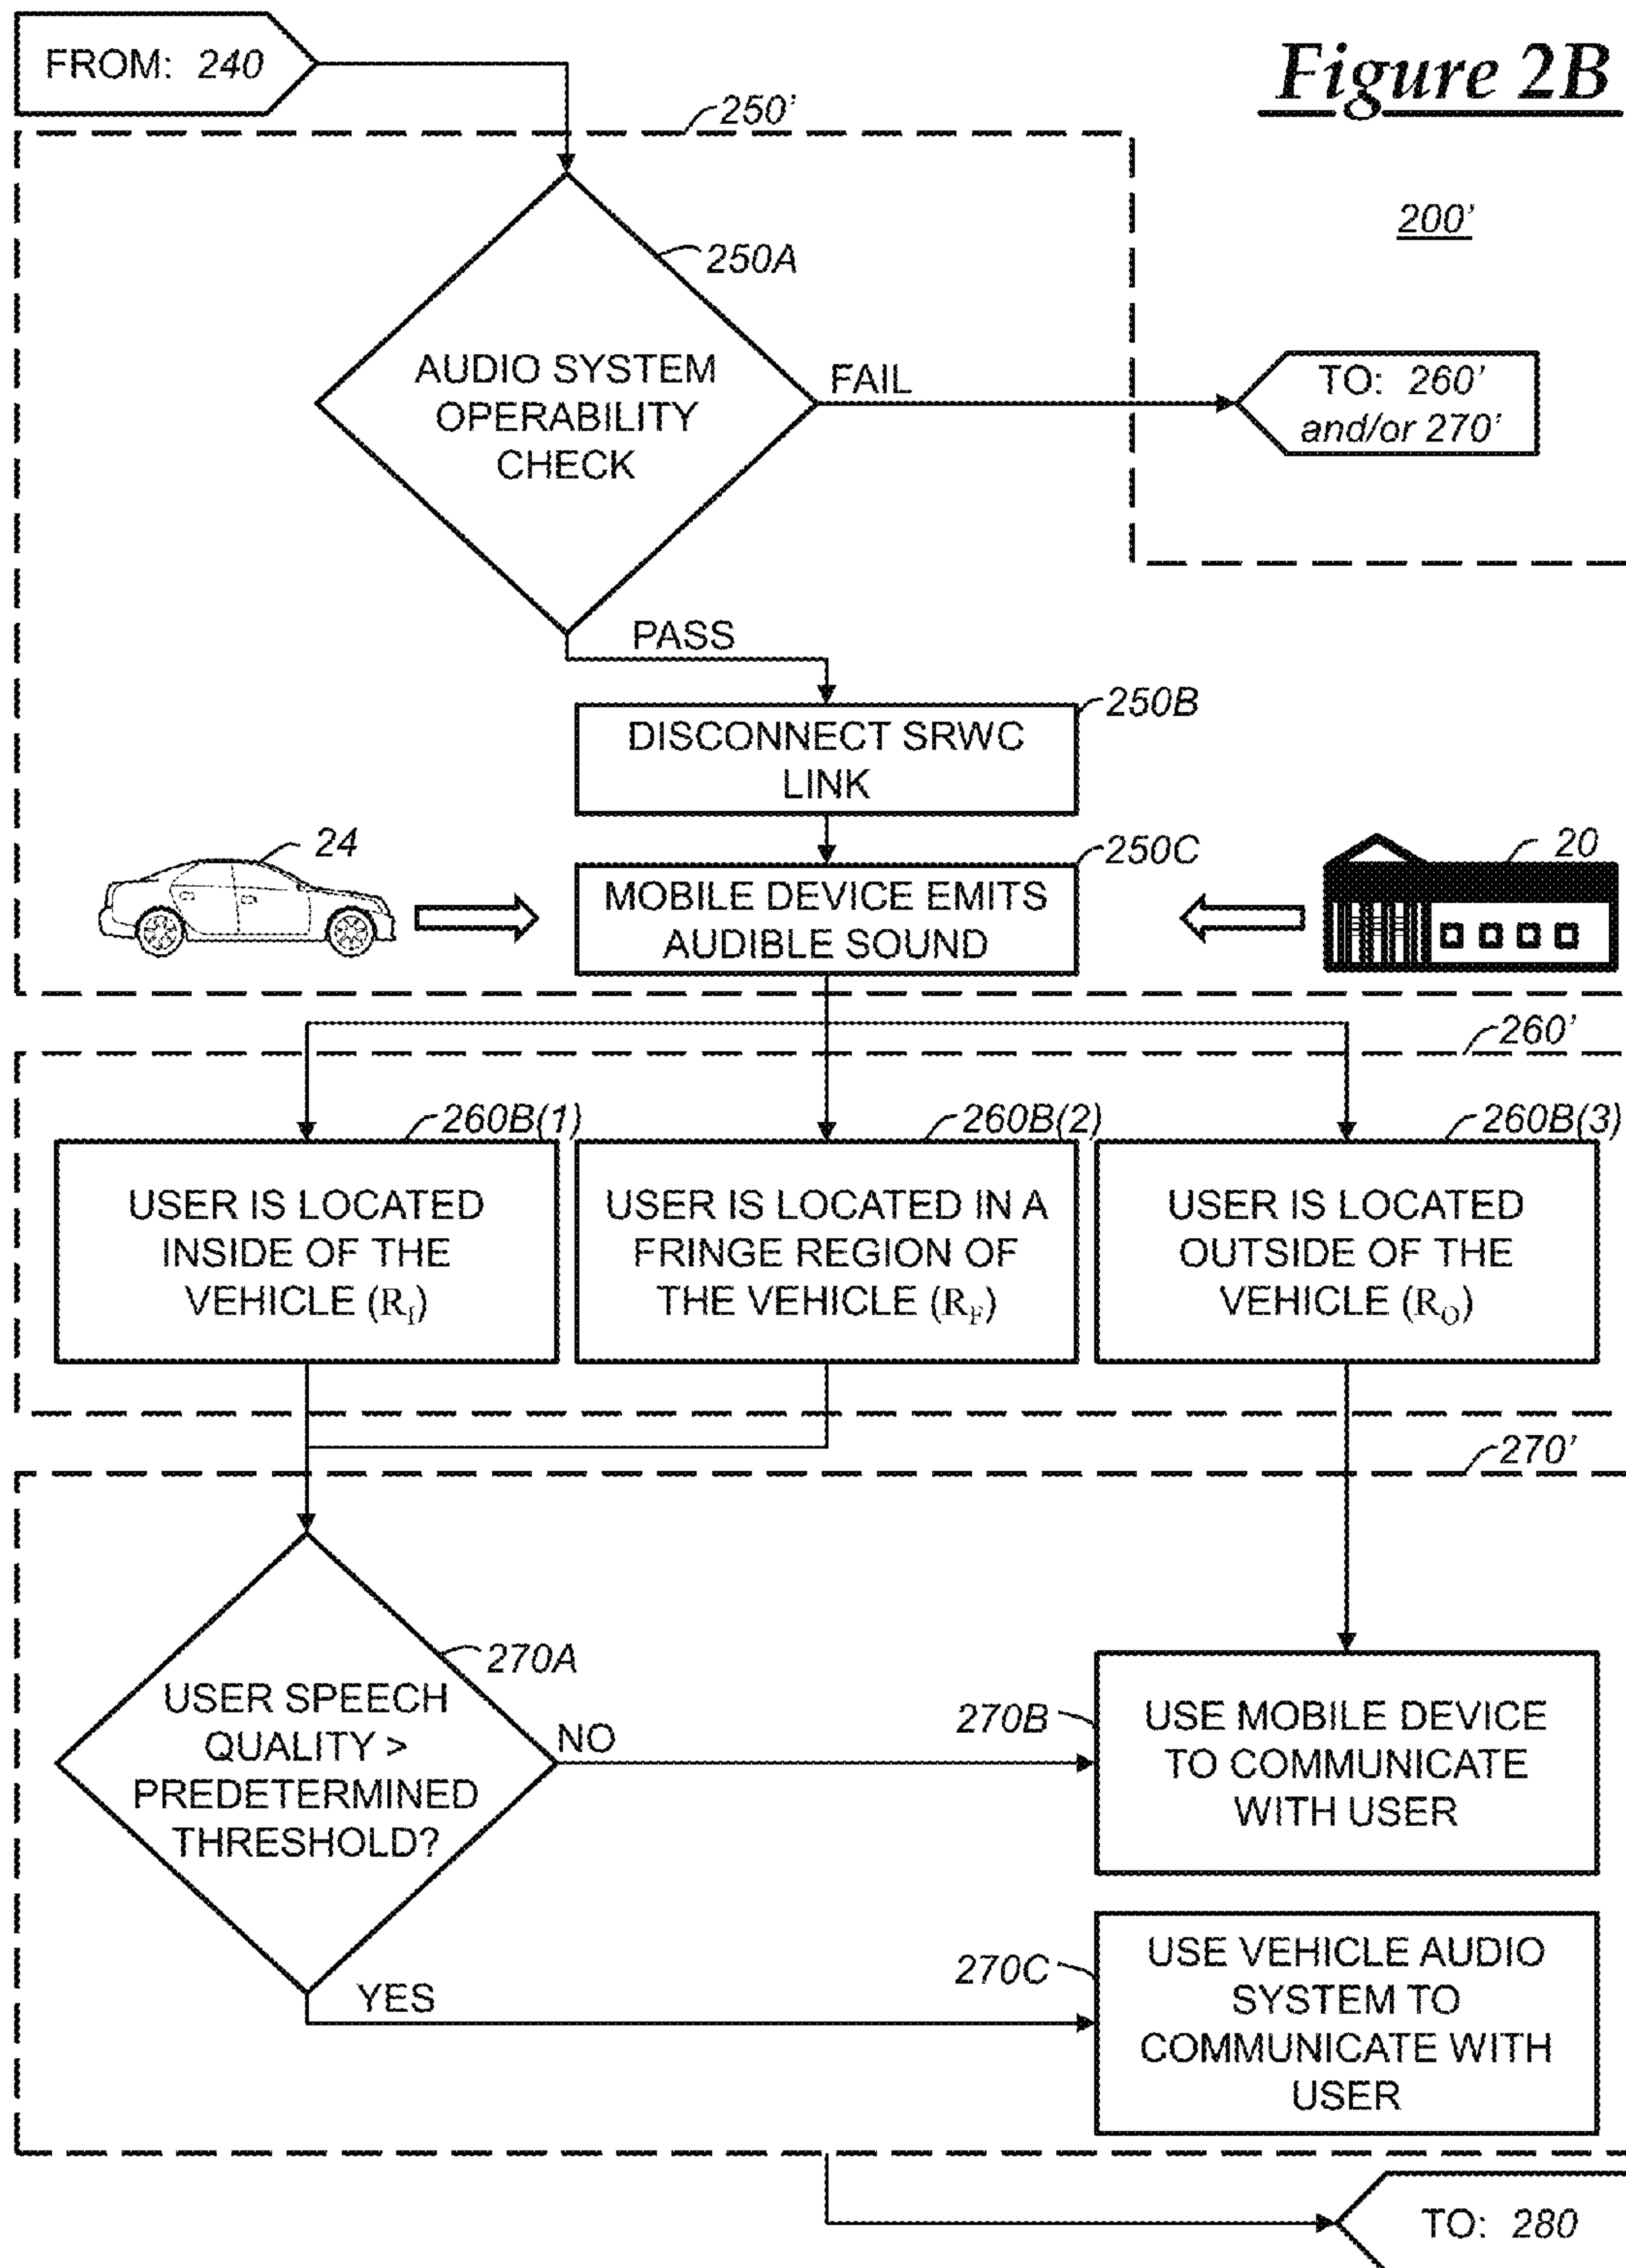 FROM: 240
Figure 2B
250'
200'
250A
AUDIO SYSTEM
OPERABILITY
CHECK
FAIL
TO: 260'
and/or 270'
PASS
250B
DISCONNECT SRWC
LINK
24
250C
20
MOBILE DEVICE EMITS
AUDIBLE SOUND
260'
260B(1)
260B(2)
260B(3)
USER IS LOCATED
INSIDE OF THE
VEHICLE (R_I)
USER IS LOCATED IN A
FRINGE REGION OF
THE VEHICLE (R_F)
USER IS LOCATED
OUTSIDE OF THE
VEHICLE (R_O)
270'
270A
USER SPEECH
QUALITY >
PREDETERMINED
THRESHOLD?
NO
270B
USE MOBILE DEVICE
TO COMMUNICATE
WITH USER
YES
270C
USE VEHICLE AUDIO
SYSTEM TO
COMMUNICATE WITH
USER
TO: 280